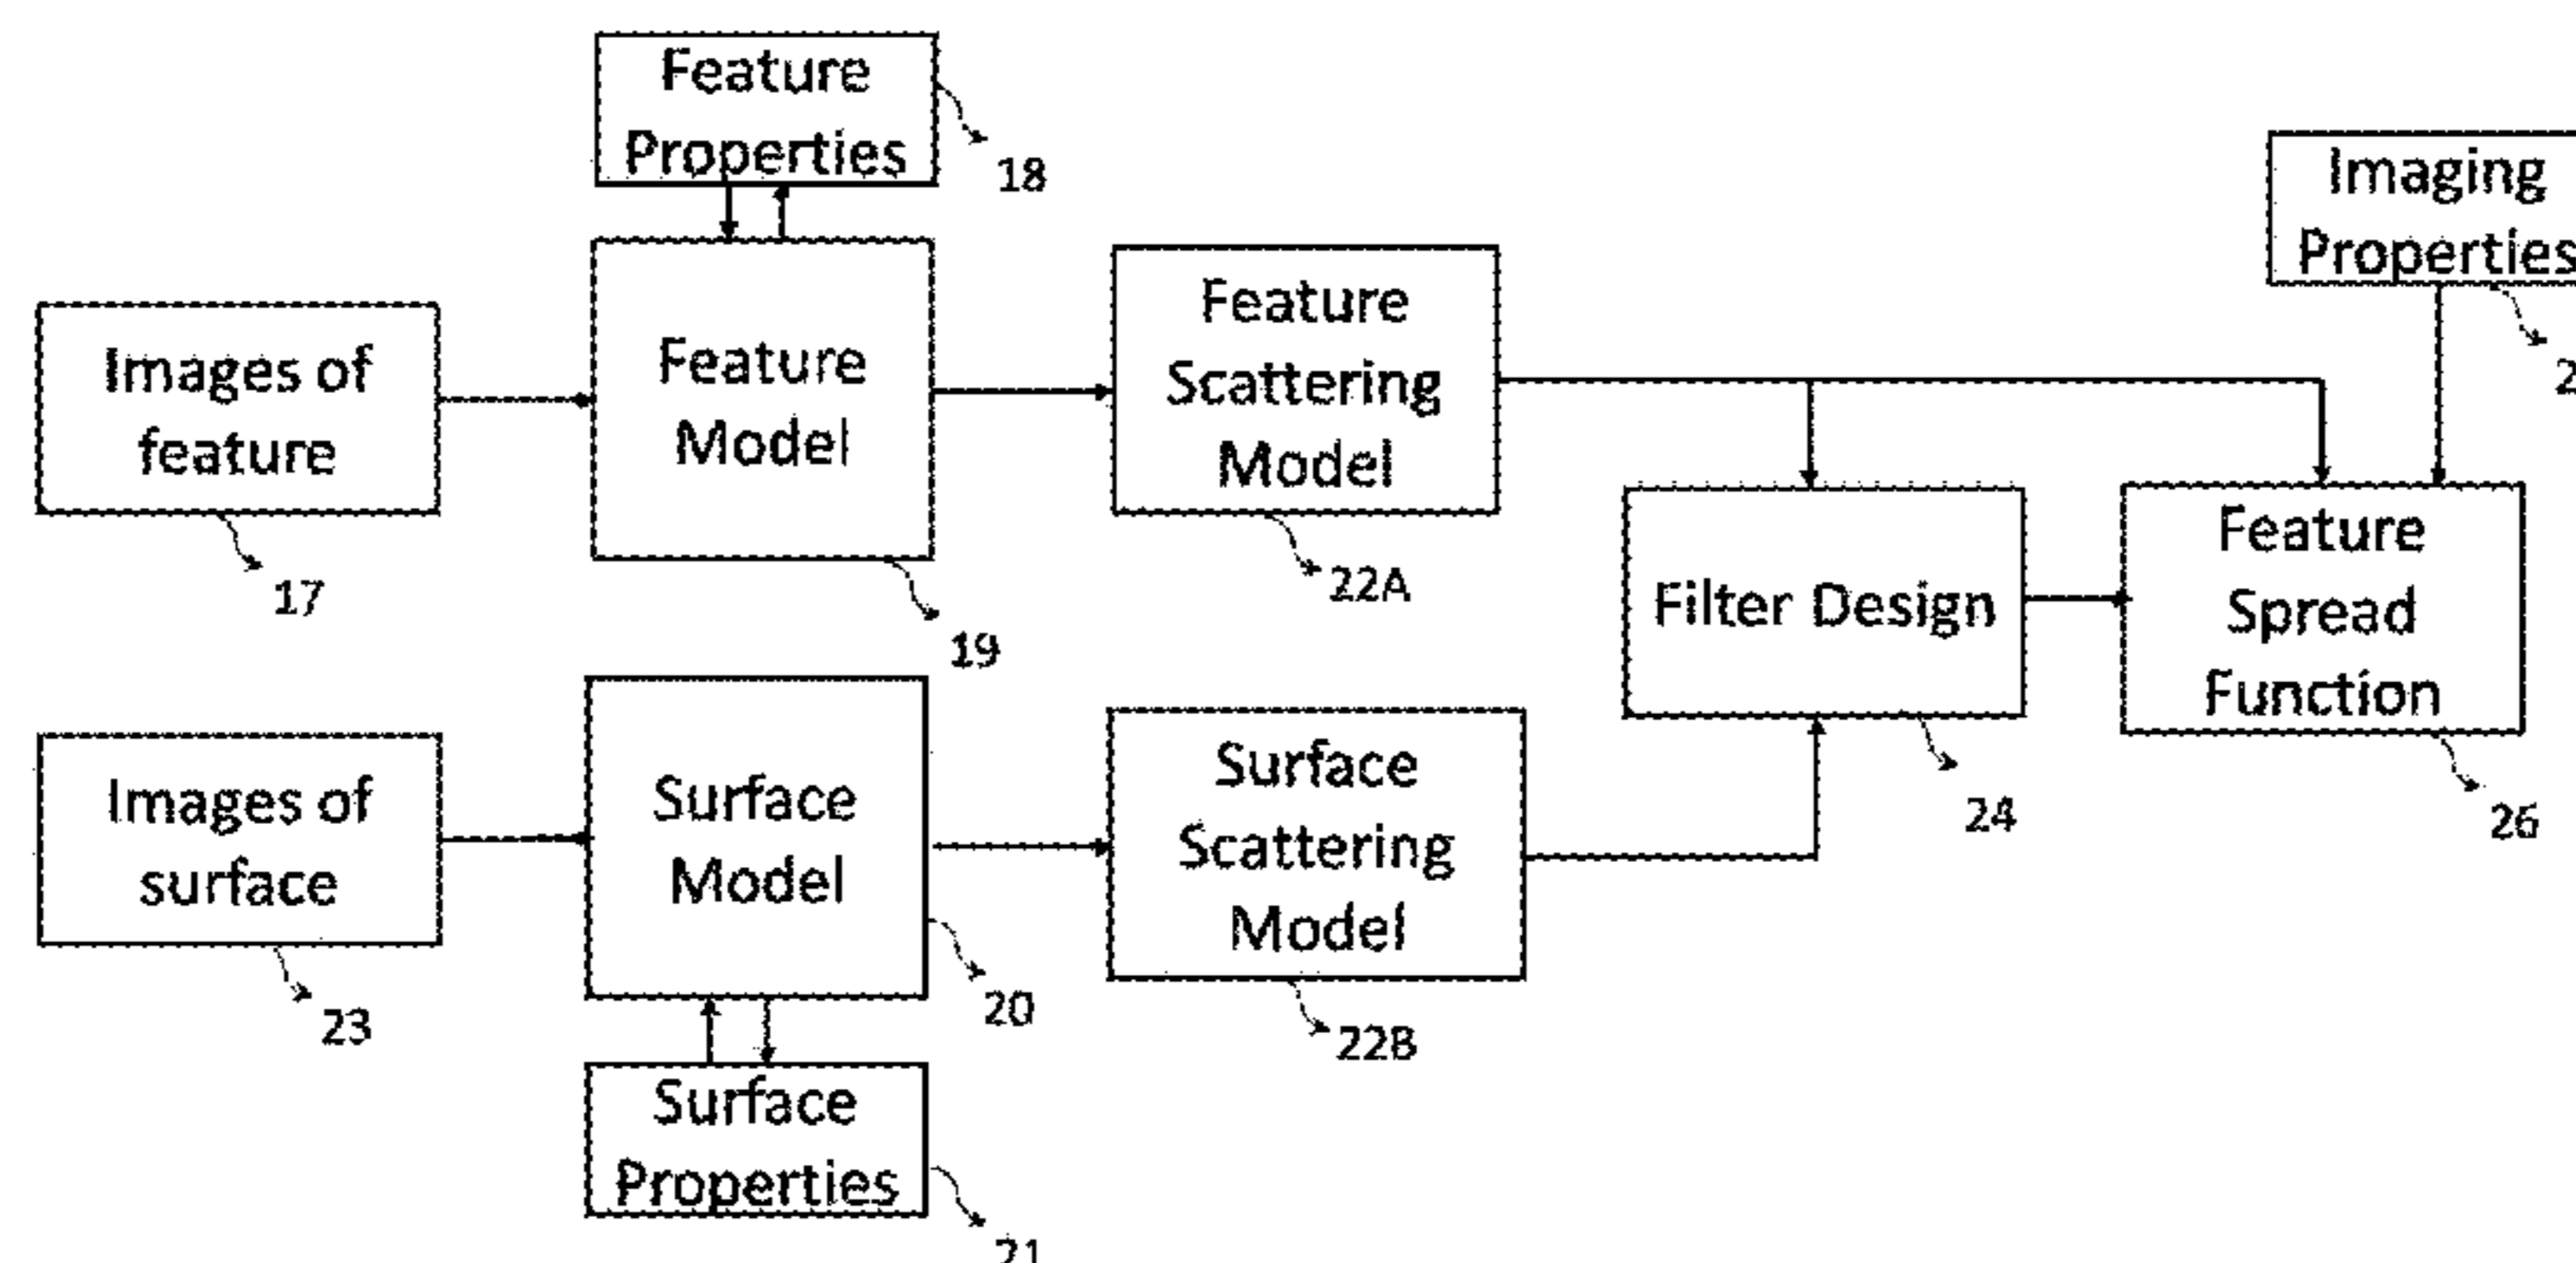 Feature
Properties
18
Imaging
Properties
2
Images of
feature
17
Feature
Model
19
Feature
Scattering
Model
22A
Filter Design
24
Feature
Spread
Function
26
Images of
surface
23
Surface
Model
20
Surface
Scattering
Model
22B
Surface
Properties
21